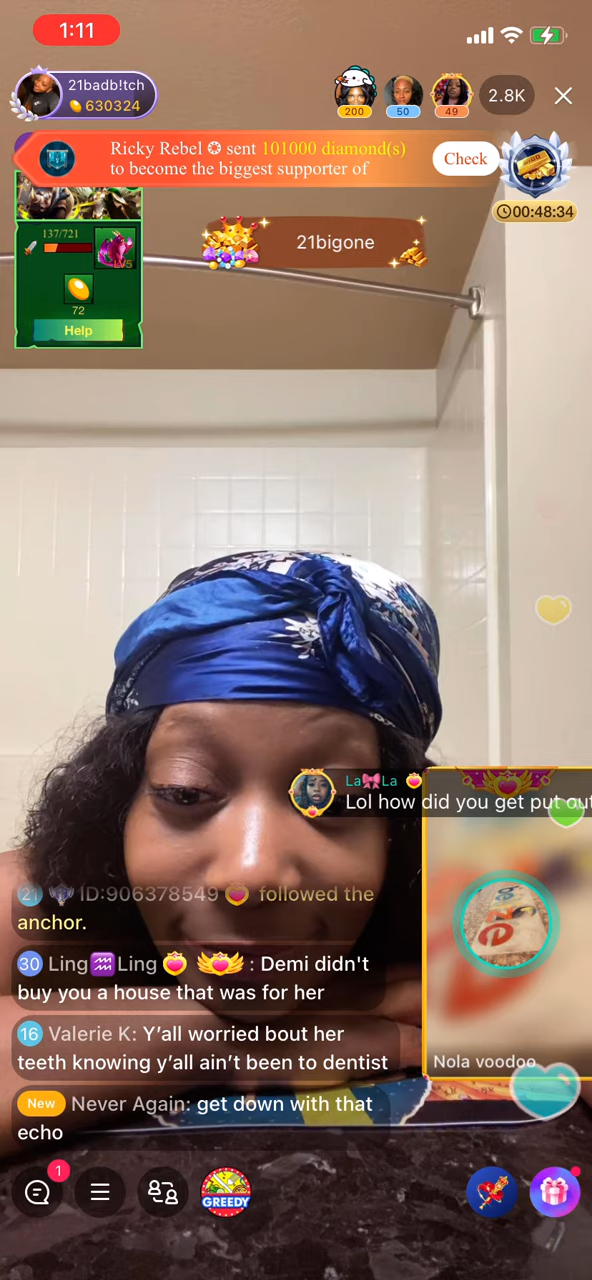 1:11
21badb!tch
630324
200
50
49
2.8K
Ricky Rebel ❂ sent 101000 diamond(s)
to become the biggest supporter of
Check
00:48:34
137/721
LV5
72
Help
21bigone
La🎀La
Lol how did you get put out
21 ID:906378549 followed the
anchor.
30 Ling♒Ling : Demi didn't
buy you a house that was for her
16 Valerie K: Y'all worried bout her
teeth knowing y'all ain't been to dentist
New Never Again: get down with that
echo
Nola voodoo
1
GREEDY